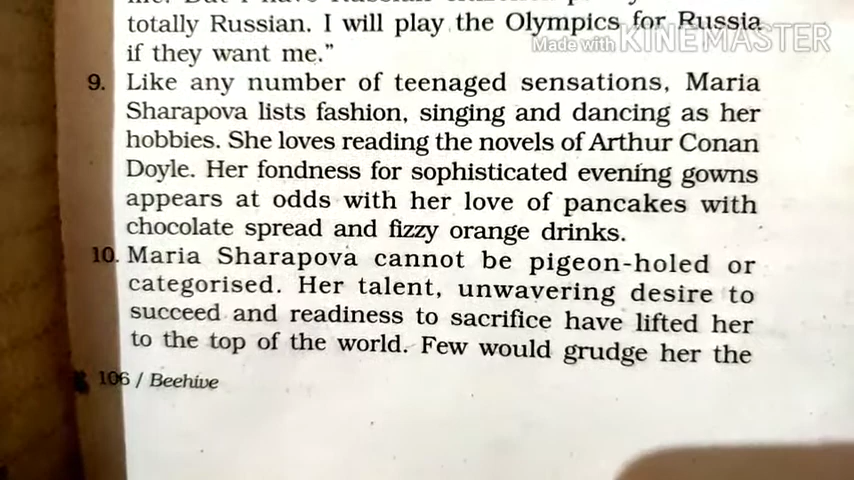 totally Russian. I will play the Olympics for Russia
Made with KINEMASTER
if they want me.”
9. Like any number of teenaged sensations, Maria
Sharapova lists fashion, singing and dancing as her
hobbies. She loves reading the novels of Arthur Conan
Doyle. Her fondness for sophisticated evening gowns
appears at odds with her love of pancakes with
chocolate spread and fizzy orange drinks.
10. Maria Sharapova cannot be pigeon-holed or
categorised. Her talent, unwavering desire to
succeed and readiness to sacrifice have lifted her
to the top of the world. Few would grudge her the
106 / Beehive